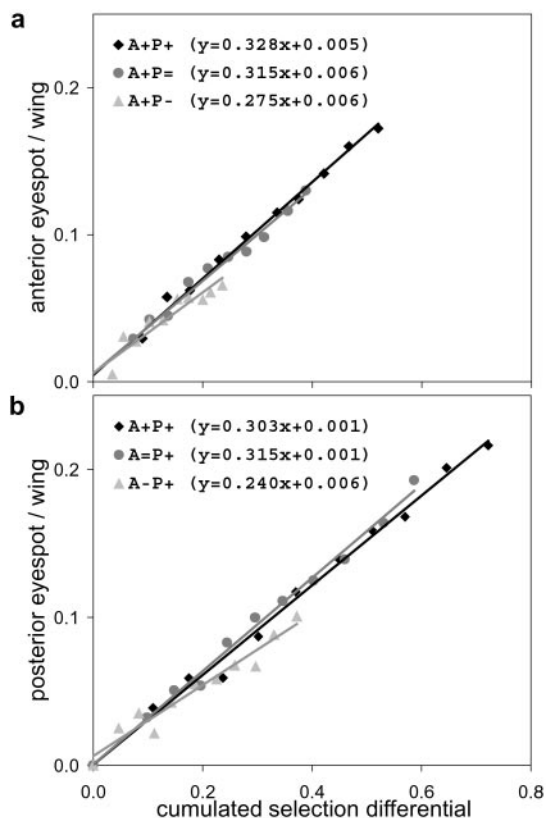 a
A+P+ (y=0.328x+0.005)
A+P= (y=0.315x+0.006)
A+P- (y=0.275x+0.006)
0.2
0.1
0.0
anterior eyespot / wing
b
A+P+ (y=0.303x+0.001)
A=P+ (y=0.315x+0.001)
A-P+ (y=0.240x+0.006)
0.2
0.1
0.0
posterior eyespot / wing
0.0 0.2 0.4 0.6 0.8
cumulated selection differential